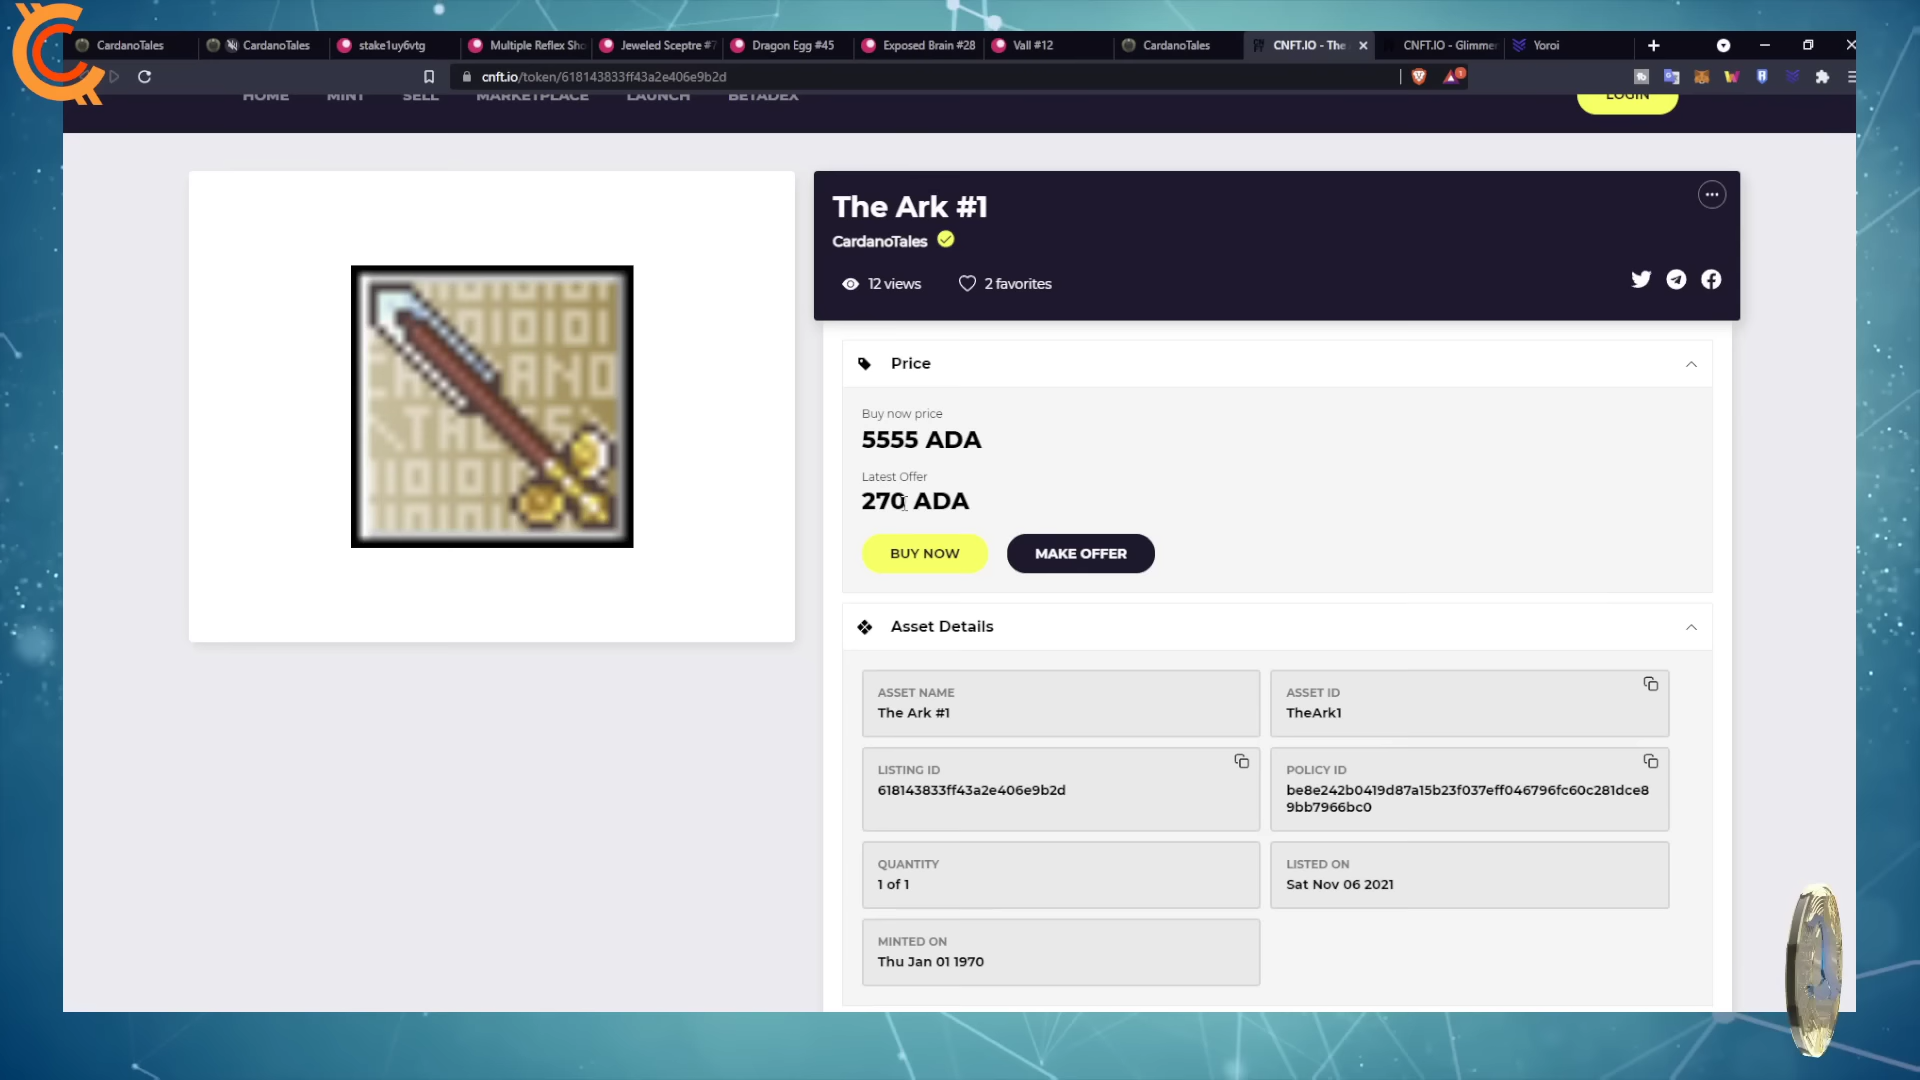 CardanoTales
CardanoTales
stake1uy6vtg
Multiple Reflex Sho
Jeweled Sceptre #7
Dragon Egg #45
Exposed Brain #28
Vall #12
CardanoTales
CNFT.IO - The
CNFT.IO - Glimmer
Yoroi
cnft.io/token/618143833ff43a2e406e9b2d
HOME
MINT
SELL
MARKETPLACE
LAUNCH
BETADEX
LOGIN
The Ark #1
CardanoTales
12 views
2 favorites
Price
Buy now price
5555 ADA
Latest Offer
270 ADA
BUY NOW
MAKE OFFER
Asset Details
ASSET NAME
The Ark #1
ASSET ID
TheArk1
LISTING ID
618143833ff43a2e406e9b2d
POLICY ID
be8e242b0419d87a15b23f037eff046796fc60c281dce8
9bb7966bc0
QUANTITY
1 of 1
LISTED ON
Sat Nov 06 2021
MINTED ON
Thu Jan 01 1970